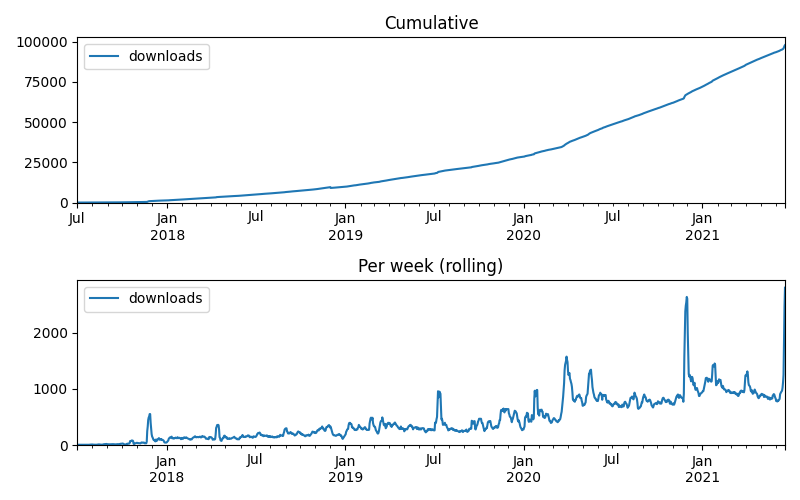 Cumulative
downloads
100000
75000
50000
25000
0
Jul Jan Jul Jan Jul Jan Jul Jan
2018 2019 2020 2021
Per week (rolling)
downloads
2000
1000
0
Jan Jul Jan Jul Jan Jul Jan
2018 2019 2020 2021